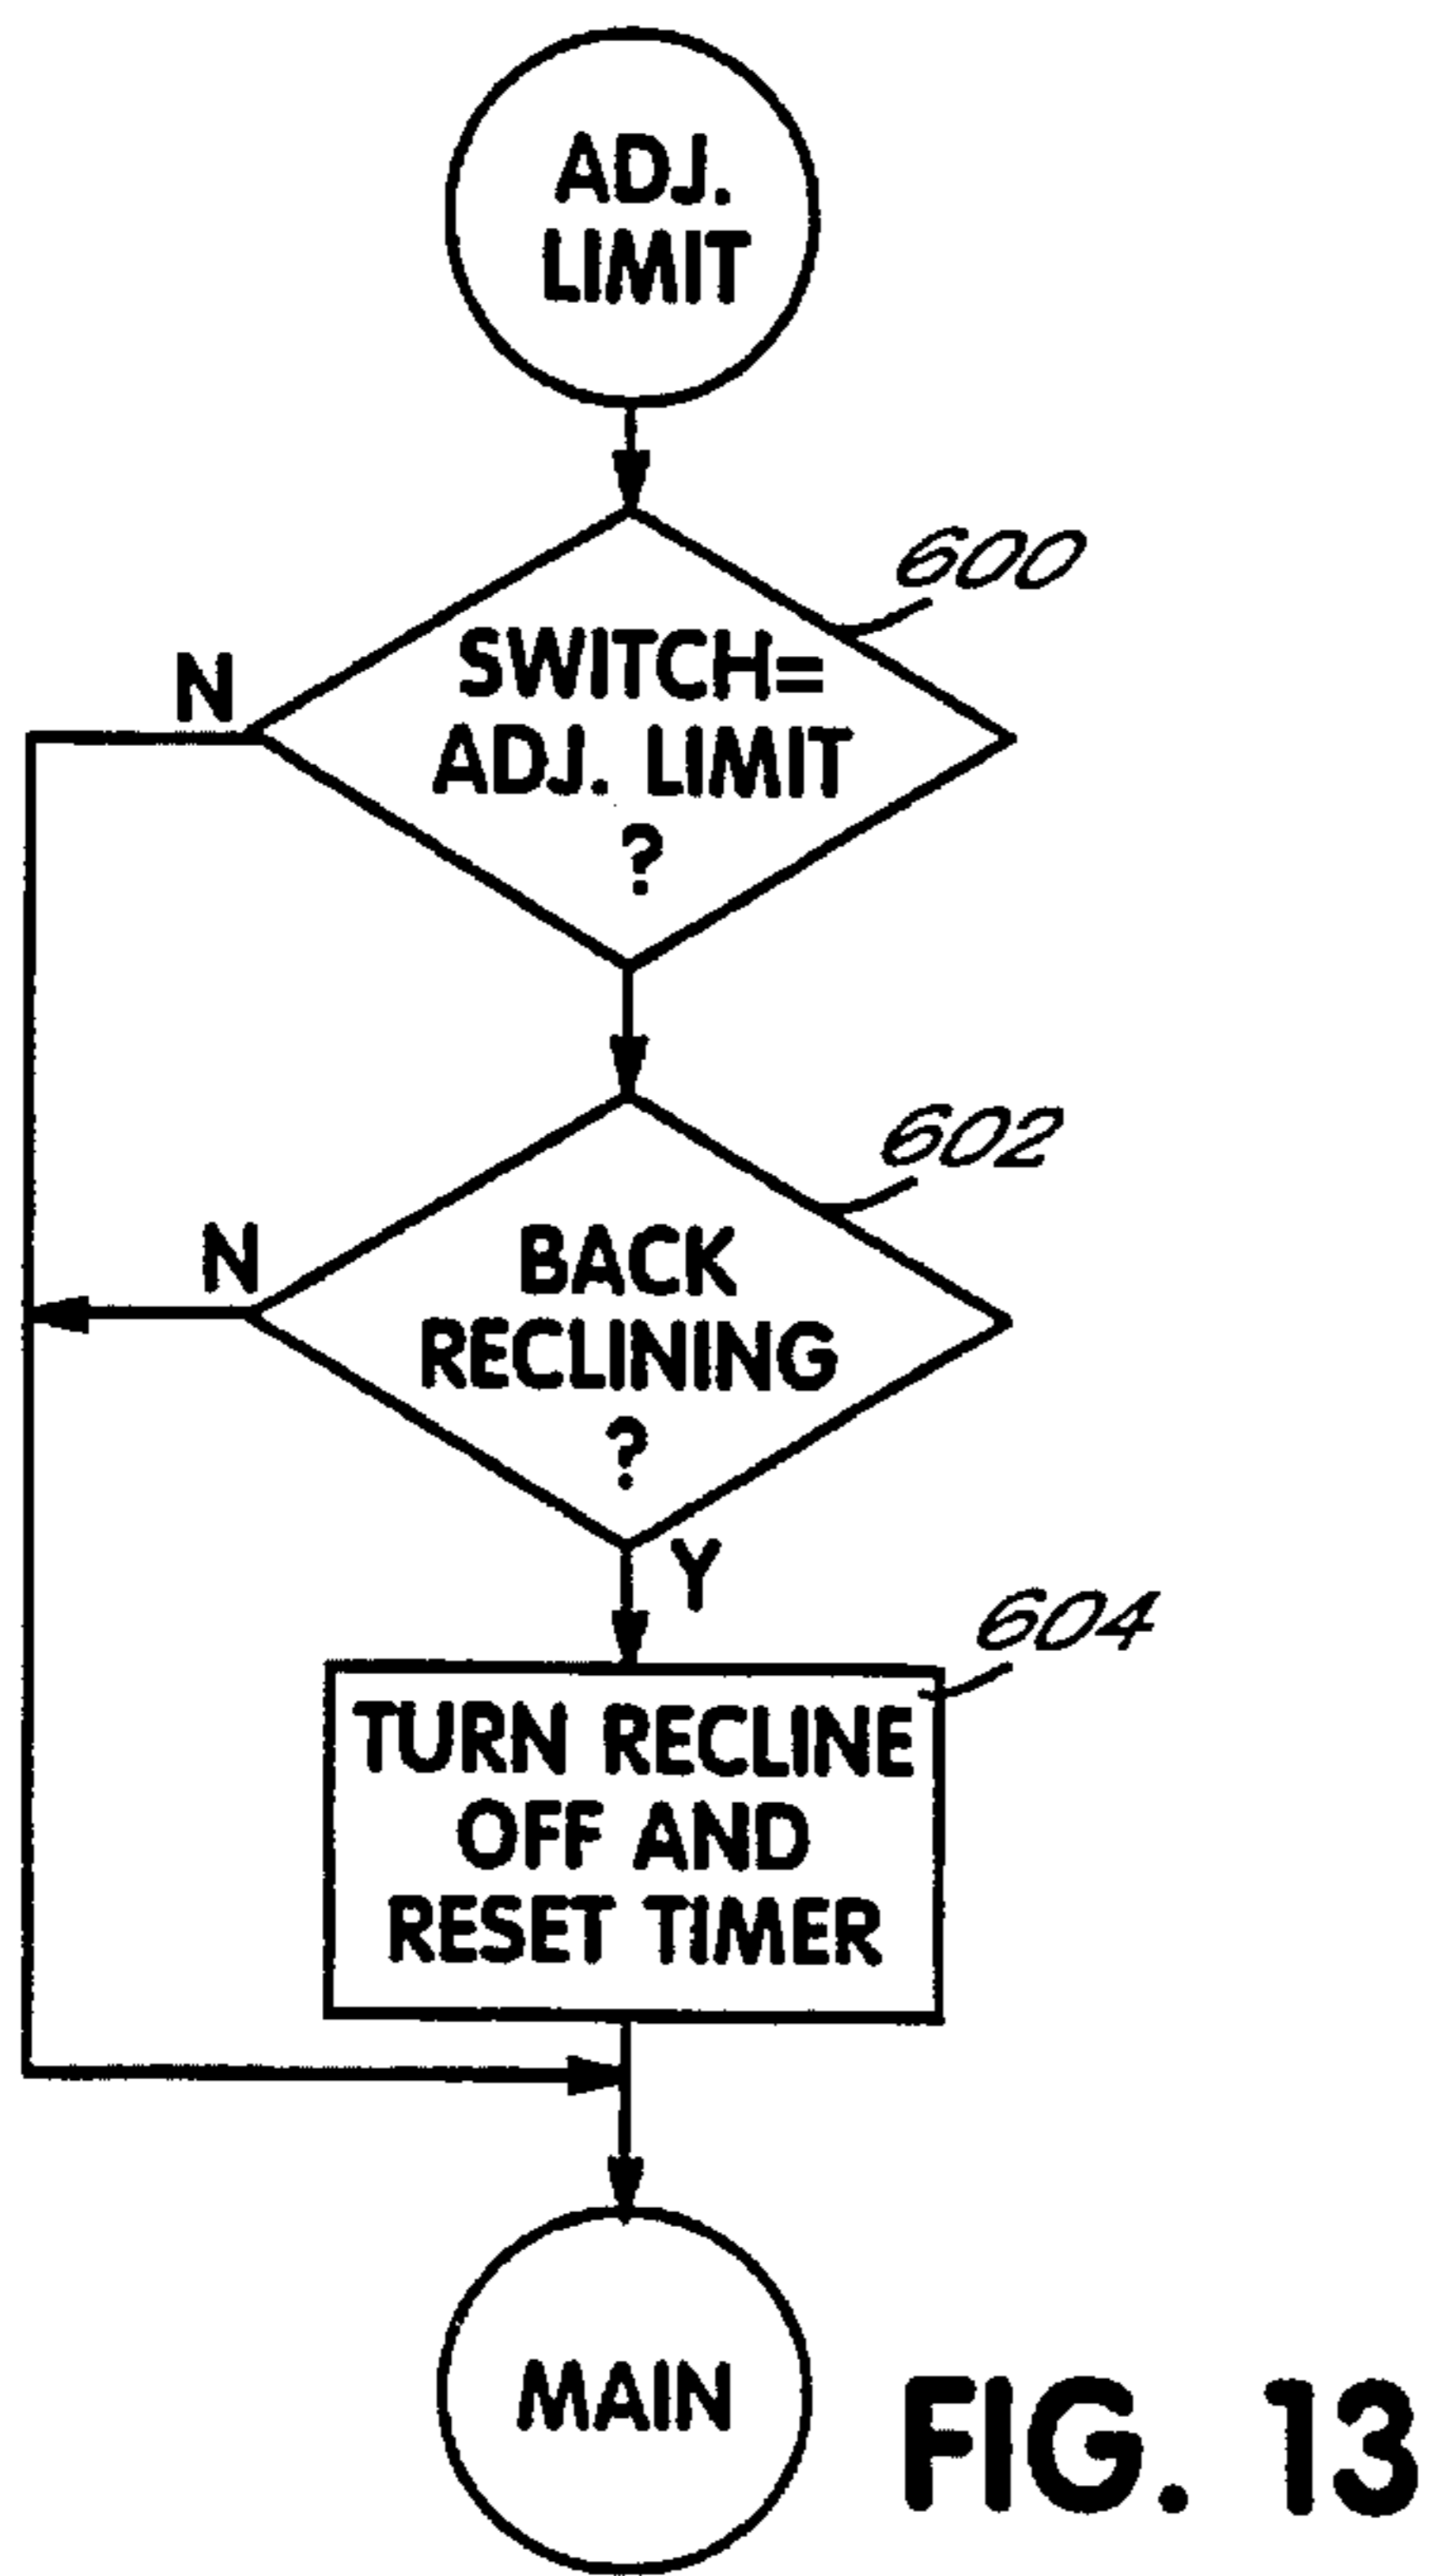 ADJ.
LIMIT
600
N
SWITCH=
ADJ. LIMIT
?
602
N
BACK
RECLINING
?
Y
604
TURN RECLINE
OFF AND
RESET TIMER
MAIN
FIG. 13